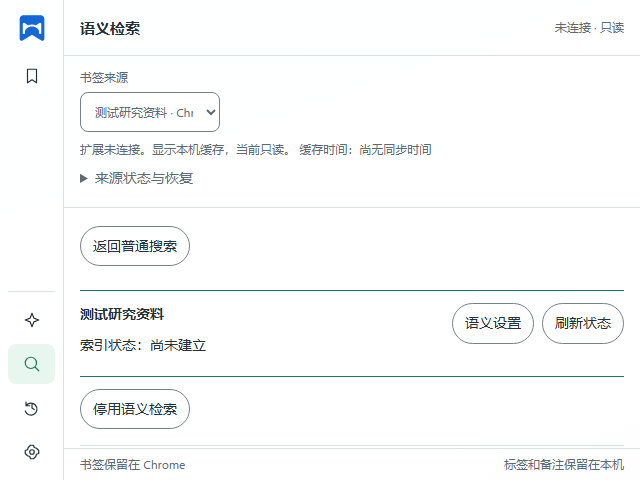 语义检索
未连接 · 只读
书签来源
测试研究资料 · Chr
扩展未连接。显示本机缓存，当前只读。 缓存时间：尚无同步时间
来源状态与恢复
返回普通搜索
测试研究资料
语义设置
刷新状态
索引状态：尚未建立
停用语义检索
书签保留在 Chrome
标签和备注保留在本机